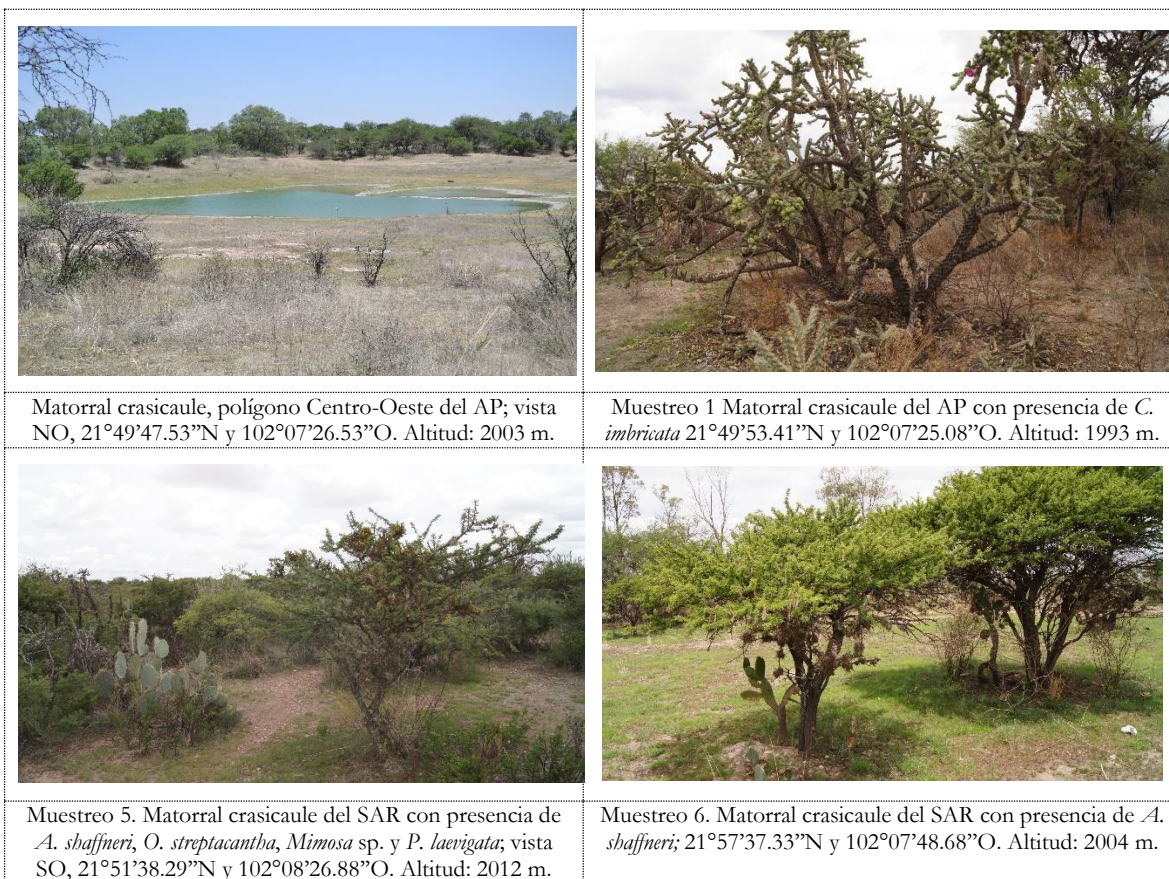 Matorral crasicaule, polígono Centro-Oeste del AP; vista
NO, 21°49'47.53”N y 102°07'26.53”O. Altitud: 2003 m.
Muestreo 1 Matorral crasicaule del AP con presencia de C.
imbricata 21°49'53.41”N y 102°07'25.08”O. Altitud: 1993 m.
Muestreo 5. Matorral crasicaule del SAR con presencia de
A. shaffneri, O. streptacantha, Mimosa sp. y P. laevigata; vista
SO, 21°51'38.29”N y 102°08'26.88”O. Altitud: 2012 m.
Muestreo 6. Matorral crasicaule del SAR con presencia de A.
shaffneri; 21°57'37.33”N y 102°07'48.68”O. Altitud: 2004 m.